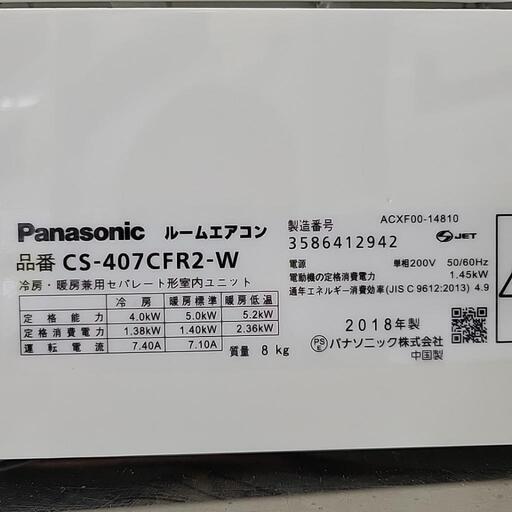 Panasonic ルームエアコン
品番 CS-407CFR2-W
冷房・暖房兼用セパレート形室内ユニット
冷房 暖房標準 暖房低温
定格能力 4.0kW 5.0kW 5.2kW
定格消費電力 1.38kW 1.40kW 2.36kW
運転電流 7.40A 7.10A
質量 8 kg
ACXF00-14810
製造番号
3586412942
JET
電源 単相200V 50/60Hz
電動機の定格消費電力 1.45kW
通年エネルギー消費効率(JIS C 9612:2013) 4.9
2018年製
PS E パナソニック株式会社
中国製